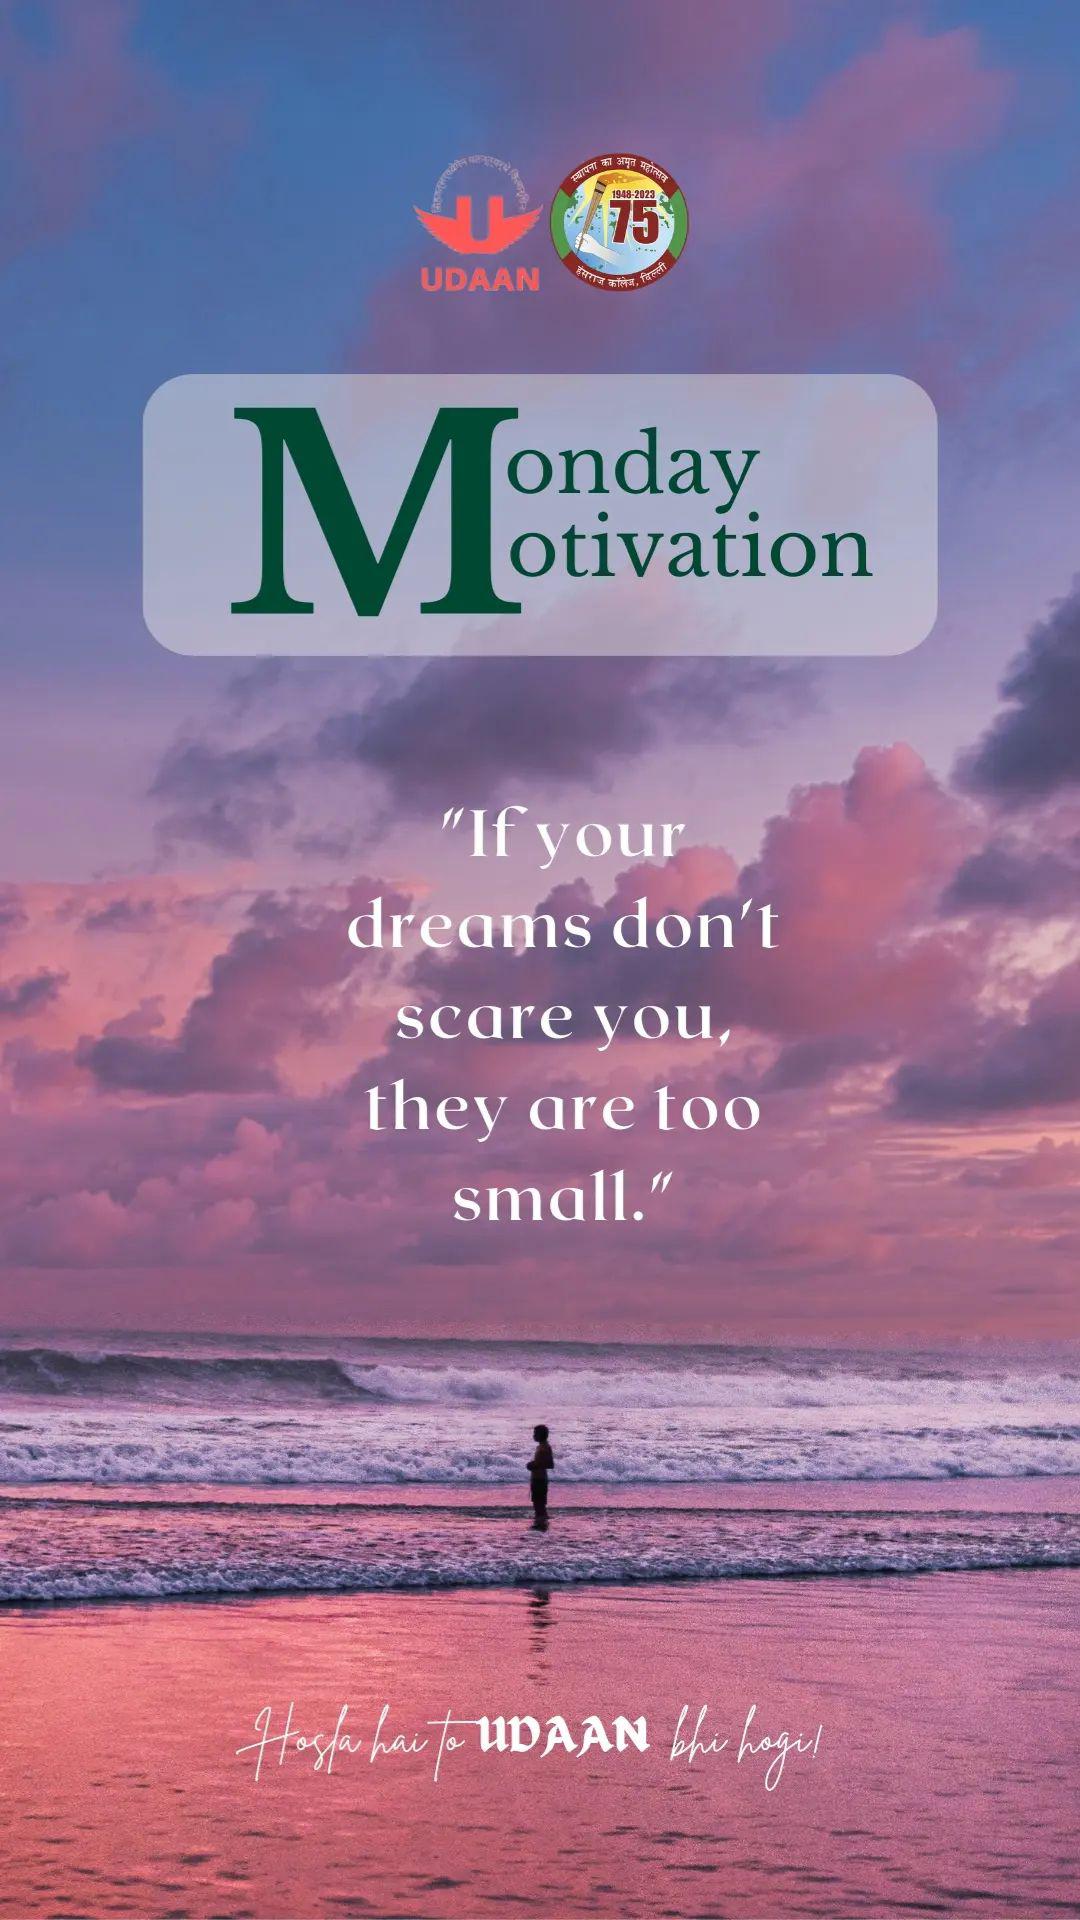 UDAAN
स्थापना का अमृत महोत्सव
1948-2023
75
हंसराज कॉलेज, दिल्ली
Monday
Motivation
"If your
dreams don't
scare you,
they are too
small."
Hosla hai to UDAAN bhi hogi!